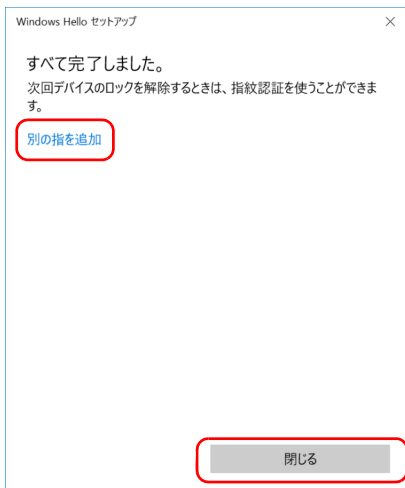 Windows Hello セットアップ
すべて完了しました。
次回デバイスのロックを解除するときは、指紋認証を使うことができま
す。
別の指を追加
閉じる